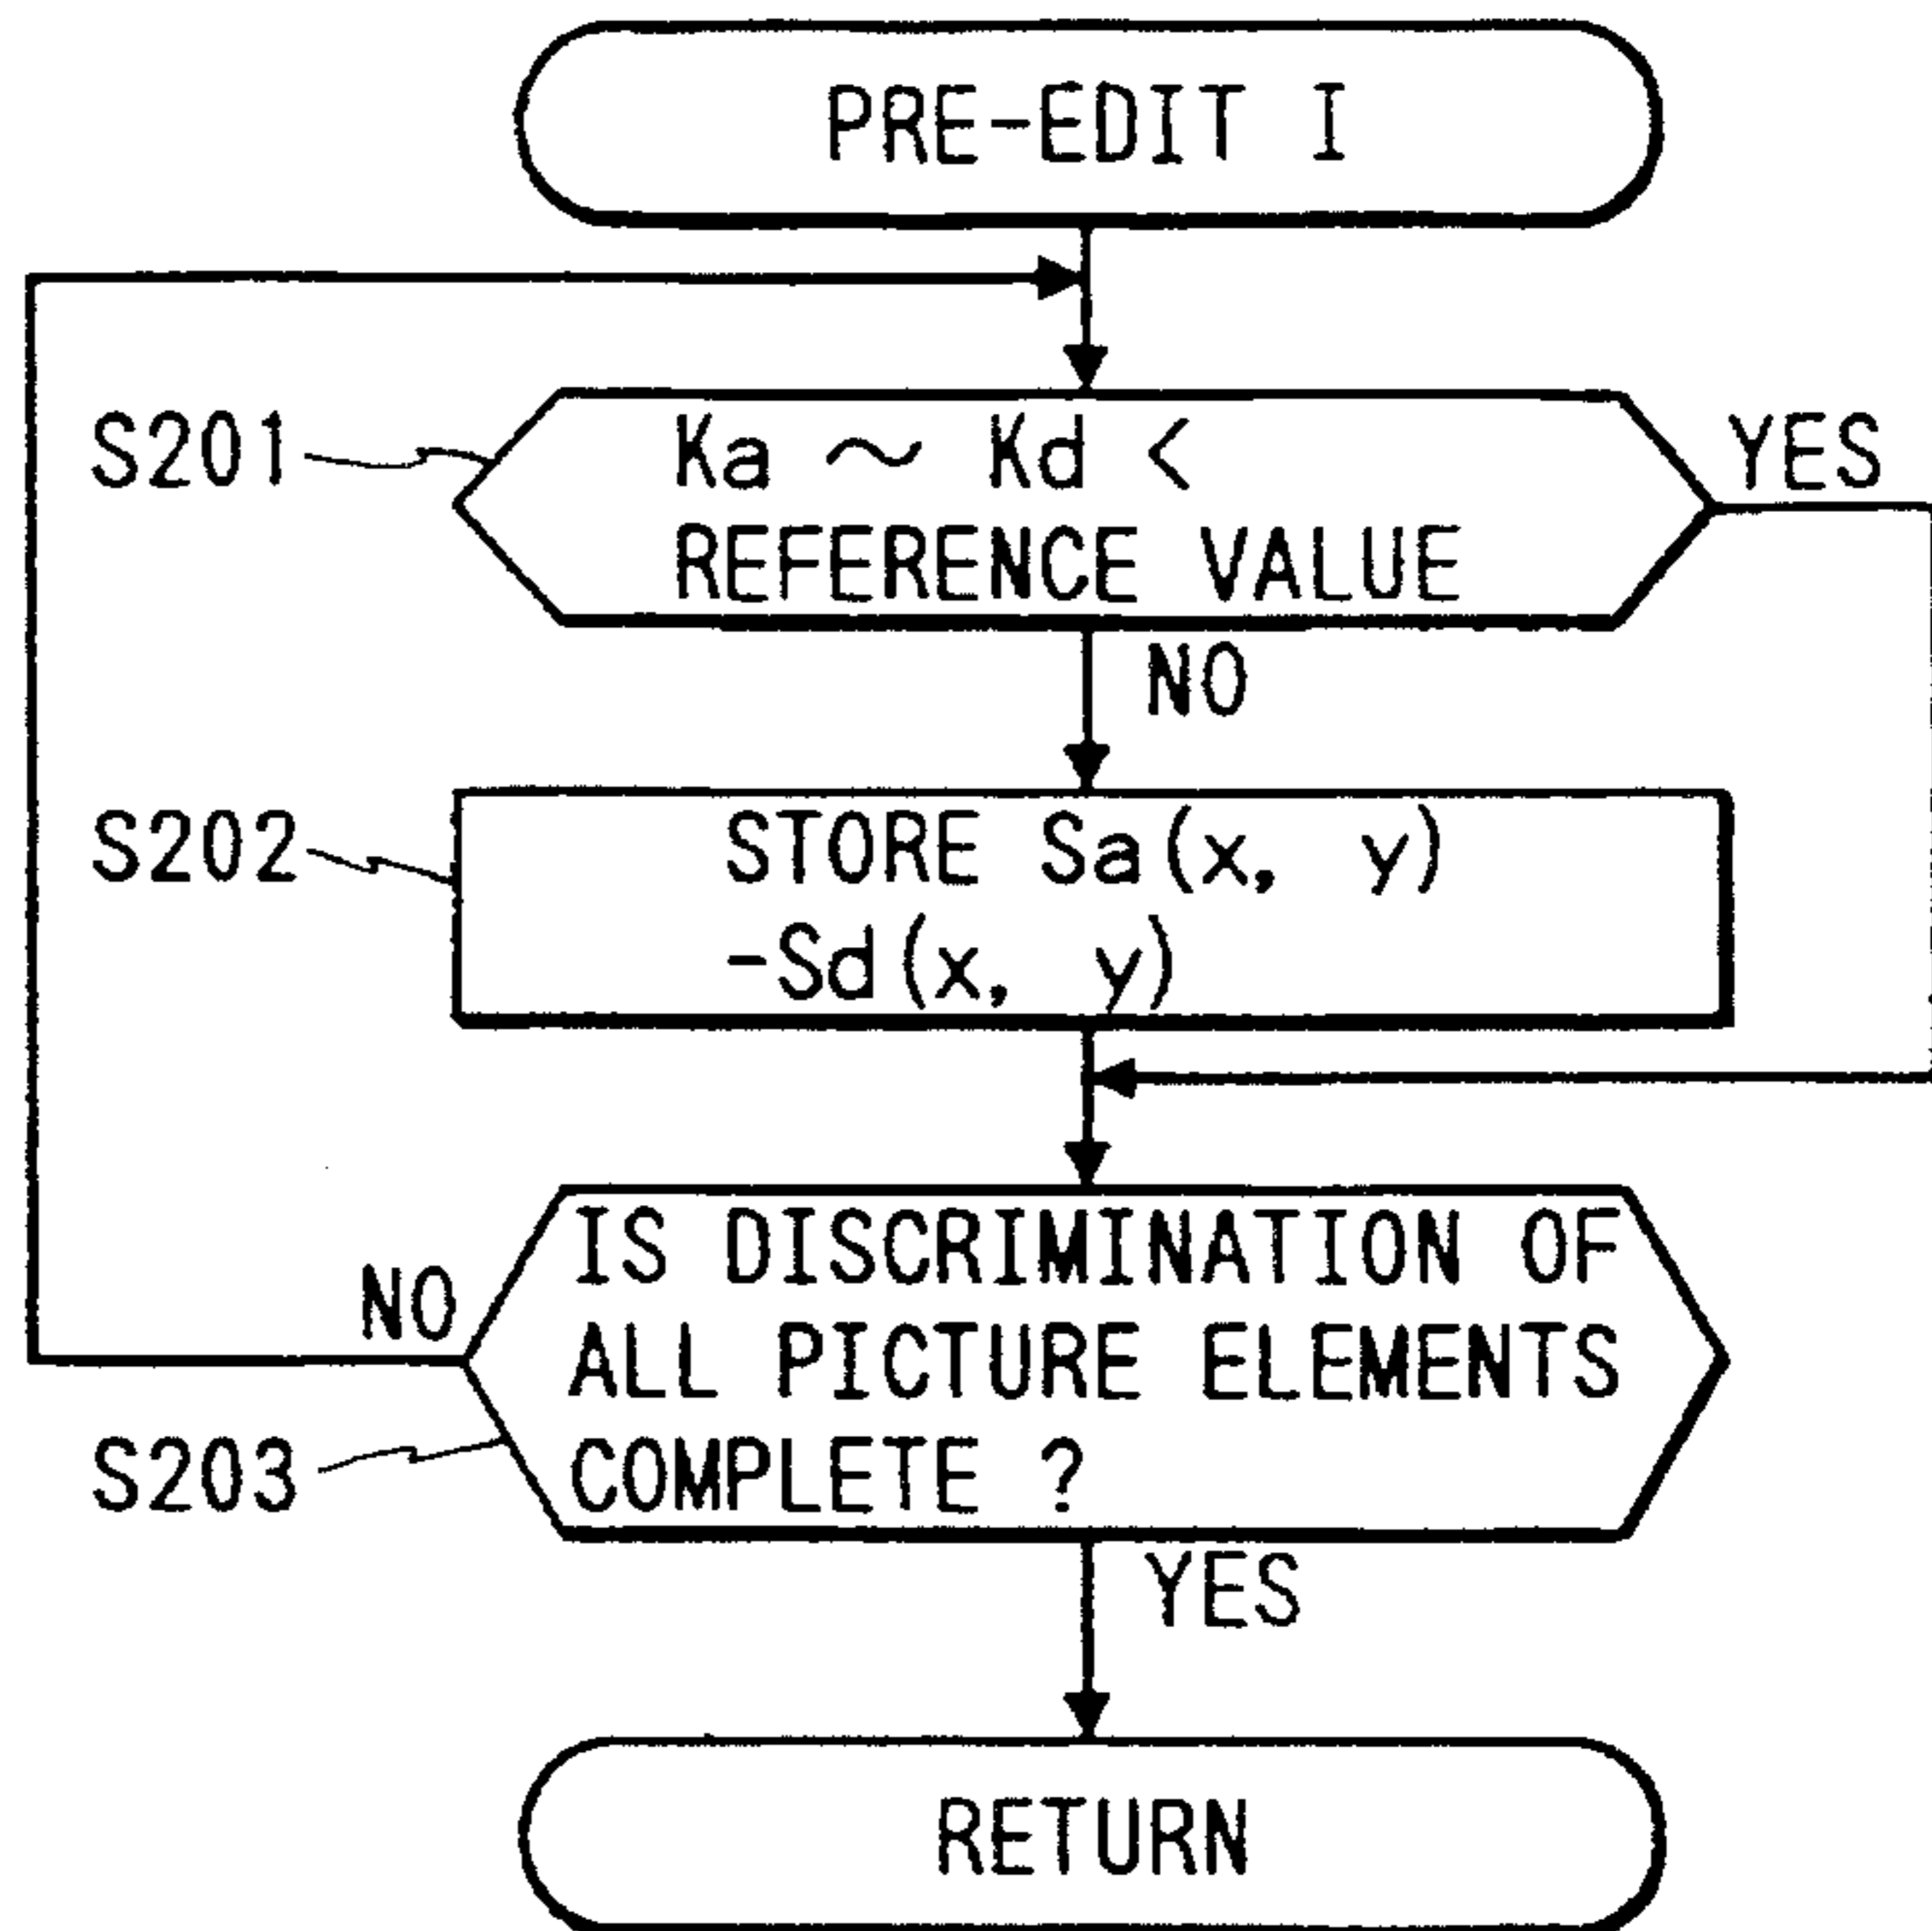 PRE-EDIT I
S201
Ka ~ Kd <
REFERENCE VALUE
YES
NO
S202
STORE Sa(x, y)
-Sd(x, y)
IS DISCRIMINATION OF
ALL PICTURE ELEMENTS
COMPLETE ?
NO
S203
YES
RETURN